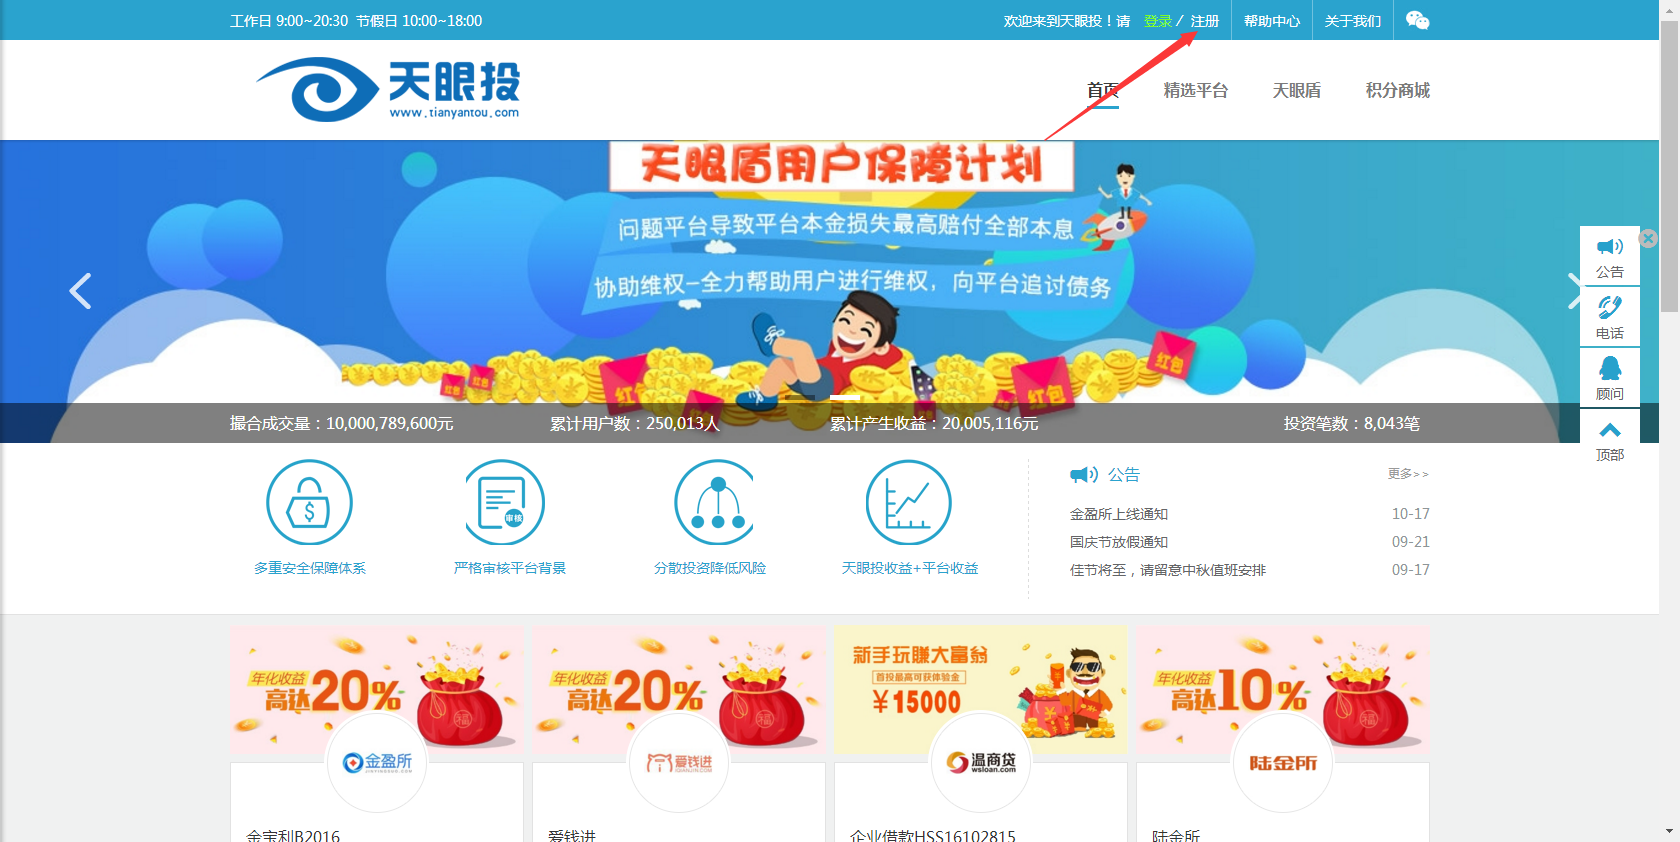 工作日 9:00~20:30 节假日 10:00~18:00
欢迎来到天眼投！请 登录 / 注册 帮助中心 关于我们
天眼投
www.tianyantou.com
首页 精选平台 天眼盾 积分商城
天眼盾用户保障计划
问题平台导致平台本金损失最高赔付全部本息
协助维权-全力帮助用户进行维权，向平台追讨债务
红包 红包 红包 红包 红包
公告
电话
顾问
顶部
撮合成交量：10,000,789,600元 累计用户数：250,013人 累计产生收益：20,005,116元 投资笔数：8,043笔
审核
多重安全保障体系 严格审核平台背景 分散投资降低风险 天眼投收益+平台收益
公告 更多>>
金盈所上线通知 10-17
国庆节放假通知 09-21
佳节将至，请留意中秋值班安排 09-17
年化收益
高达20%
福
金盈所
金宝利B2016
年化收益
高达20%
福
爱钱进
IQIANJIN.COM
爱钱进
新手玩赚大富翁
首投最高可获体验金
￥15000
温商贷
wsloan.com
企业借款HSS16102815
年化收益
高达10%
福
陆金所
陆金所